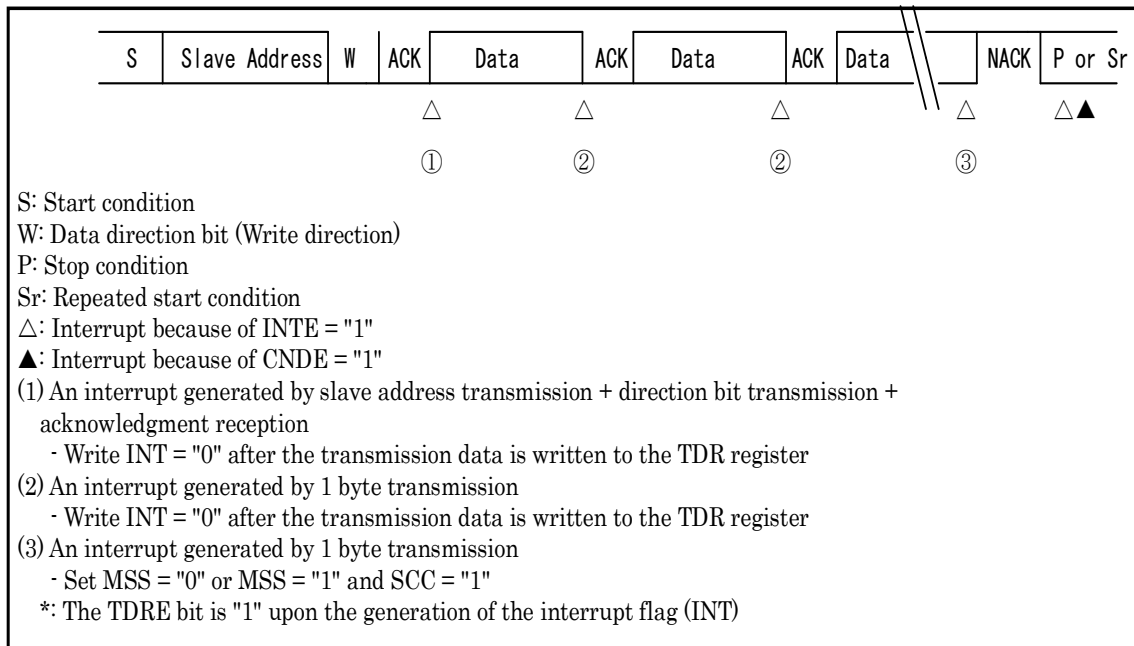 S Slave Address W ACK Data ACK Data ACK Data NACK P or Sr
△ △ △ △ △▲
① ② ② ③
S: Start condition
W: Data direction bit (Write direction)
P: Stop condition
Sr: Repeated start condition
△: Interrupt because of INTE = "1"
▲: Interrupt because of CNDE = "1"
(1) An interrupt generated by slave address transmission + direction bit transmission +
acknowledgment reception
- Write INT = "0" after the transmission data is written to the TDR register
(2) An interrupt generated by 1 byte transmission
- Write INT = "0" after the transmission data is written to the TDR register
(3) An interrupt generated by 1 byte transmission
- Set MSS = "0" or MSS = "1" and SCC = "1"
*: The TDRE bit is "1" upon the generation of the interrupt flag (INT)